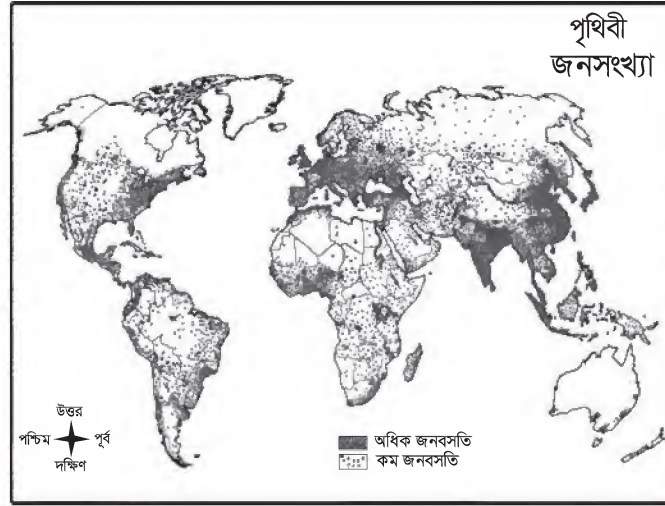 পৃথিবী
জনসংখ্যা
উত্তর
পশ্চিম
পূর্ব
দক্ষিণ
অধিক জনবসতি
কম জনবসতি